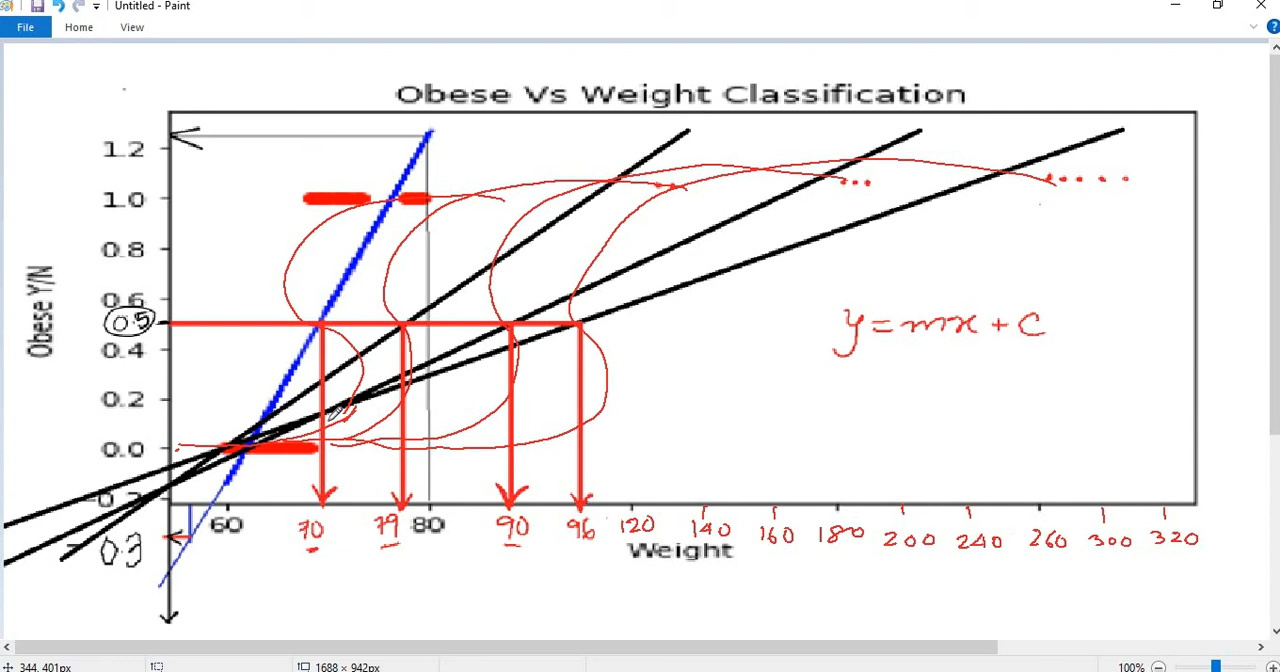 Untitled - Paint
File Home View
Obese Vs Weight Classification
1.2
1.0
0.8
0.6
0.5
0.4
0.2
0.0
-0.2
0.3
Obese Y/N
y = mx + c
60 70 79 80 90 96 120 140 160 180 200 240 260 300 320
Weight
344, 401px 1688 × 942px 100%